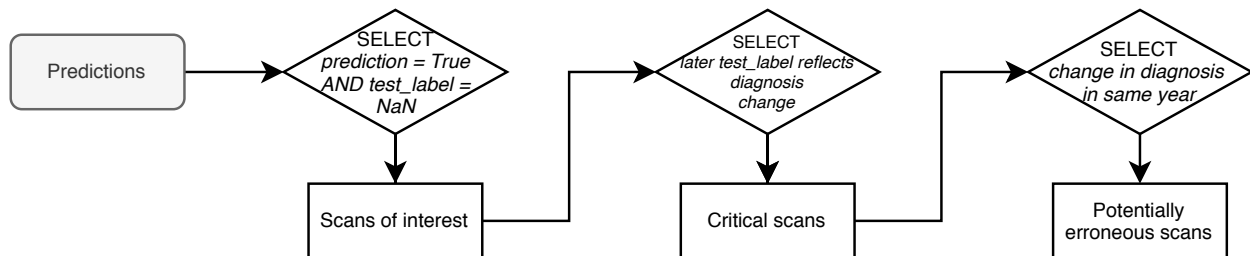 Predictions
SELECT
prediction = True
AND test_label =
NaN
Scans of interest
SELECT
later test_label reflects
diagnosis
change
Critical scans
SELECT
change in diagnosis
in same year
Potentially
erroneous scans